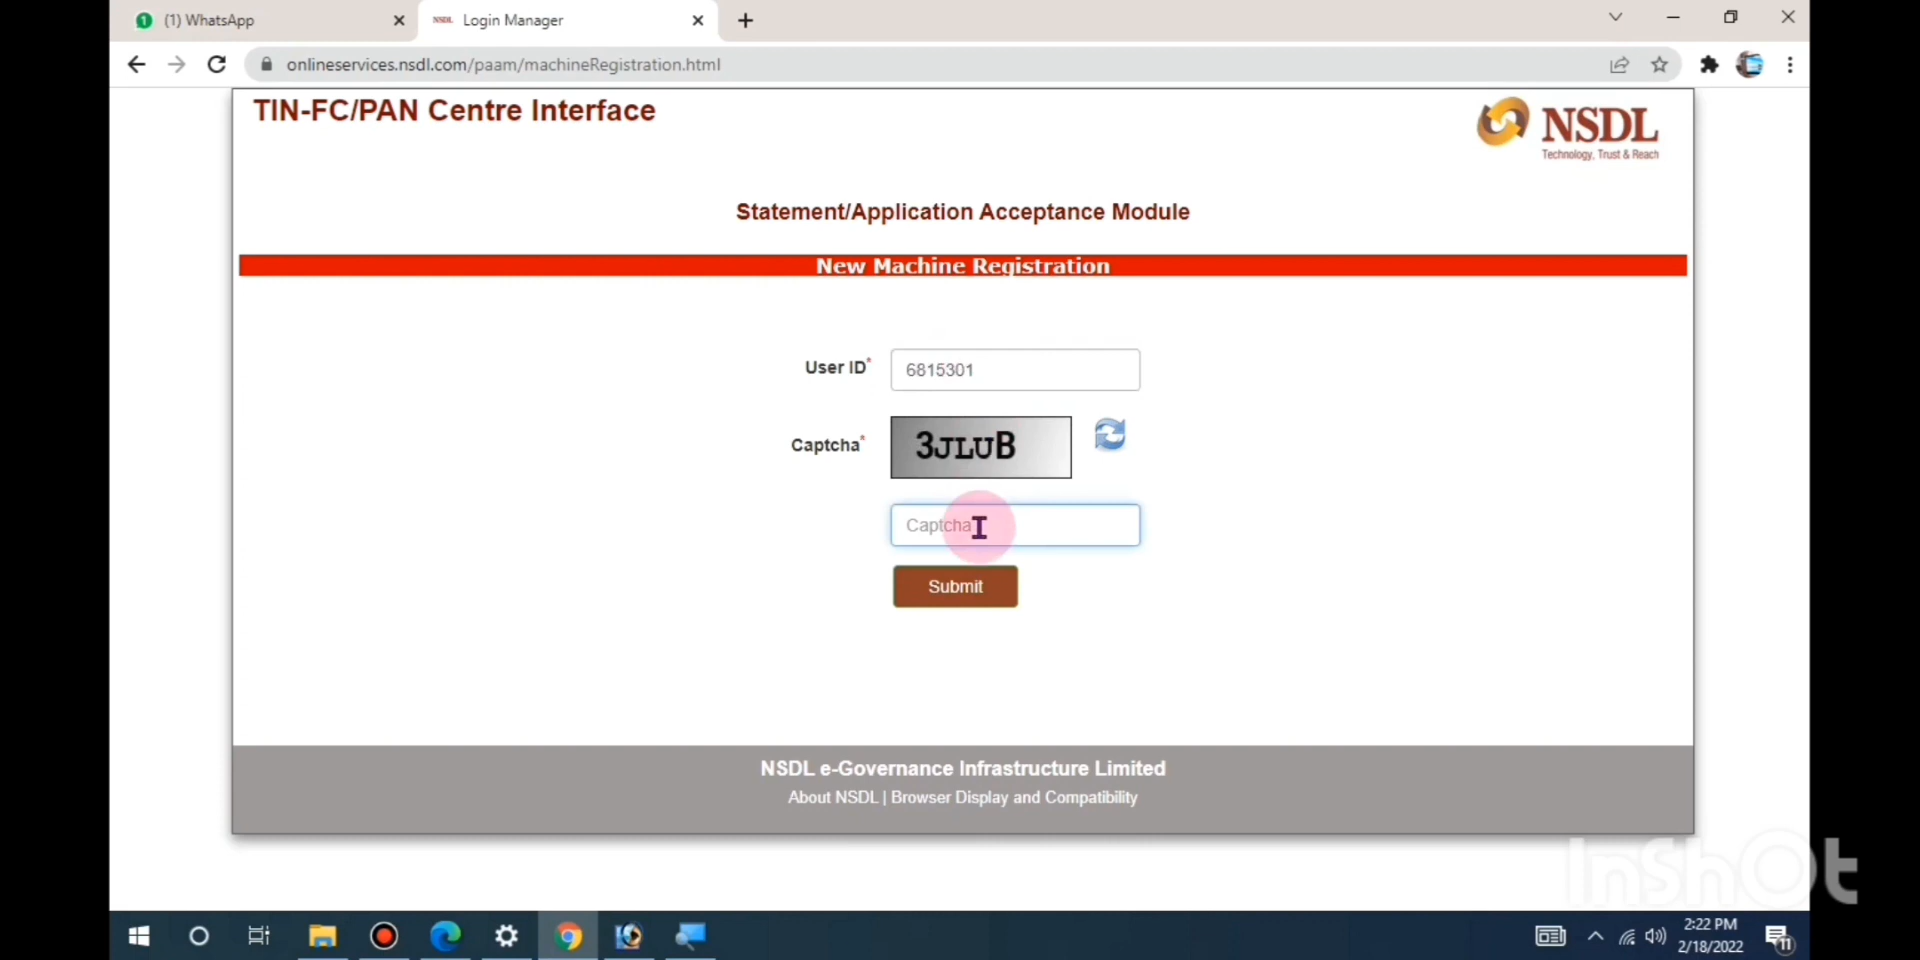 (1) WhatsApp
NSDL Login Manager
onlineservices.nsdl.com/paam/machineRegistration.html
TIN-FC/PAN Centre Interface
NSDL
Technology, Trust & Reach
Statement/Application Acceptance Module
New Machine Registration
User ID*
6815301
Captcha*
3JLUB
Captcha
Submit
NSDL e-Governance Infrastructure Limited
About NSDL | Browser Display and Compatibility
InShOt
2:22 PM
2/18/2022
11